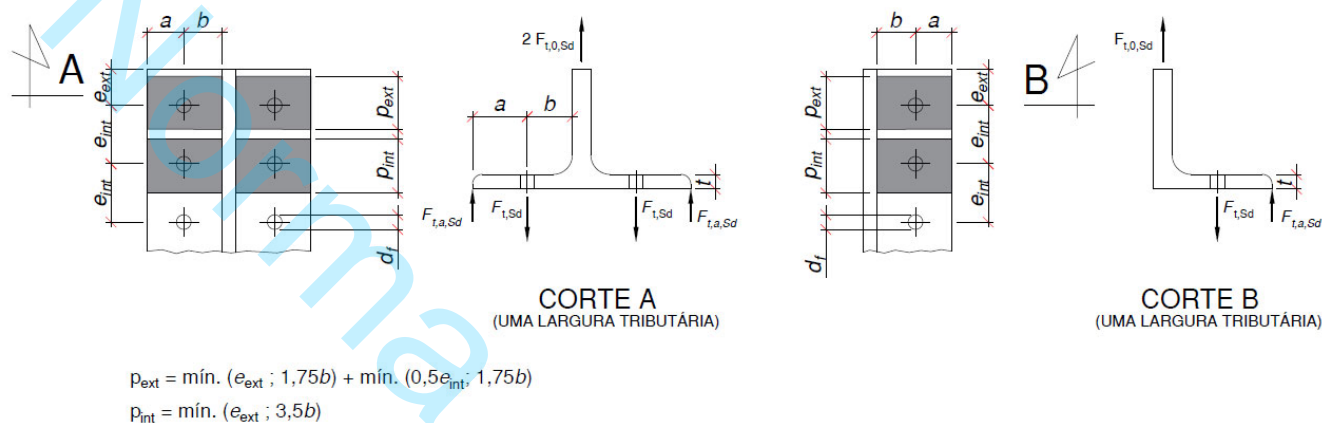 a b
A
e_ext
e_int
e_int
p_ext
p_int
d_f
2 F_t,0,Sd
a b
t
F_t,a,Sd F_t,Sd F_t,Sd F_t,a,Sd
CORTE A
(UMA LARGURA TRIBUTÁRIA)
b a
p_ext
p_int
d_f
e_ext
e_int
e_int
B
F_t,0,Sd
t
F_t,Sd F_t,a,Sd
CORTE B
(UMA LARGURA TRIBUTÁRIA)
p_ext = mín. (e_ext ; 1,75b) + mín. (0,5e_int; 1,75b)
p_int = mín. (e_ext ; 3,5b)
Norma